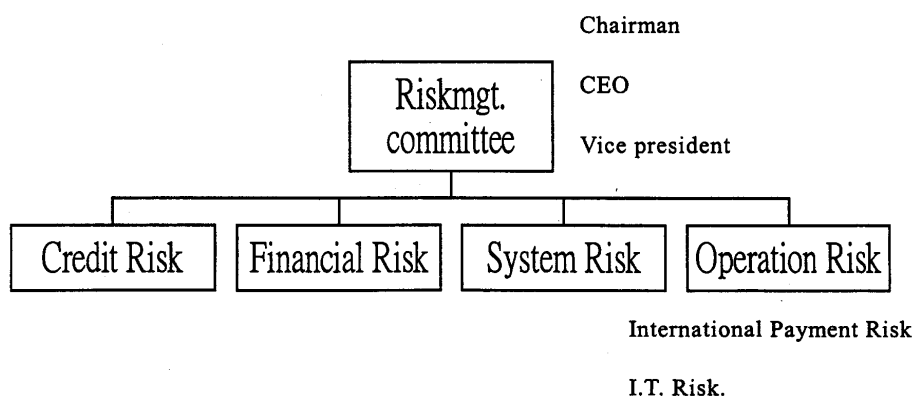 Chairman
Riskmgt.
committee
CEO
Vice president
Credit Risk
Financial Risk
System Risk
Operation Risk
International Payment Risk
I.T. Risk.